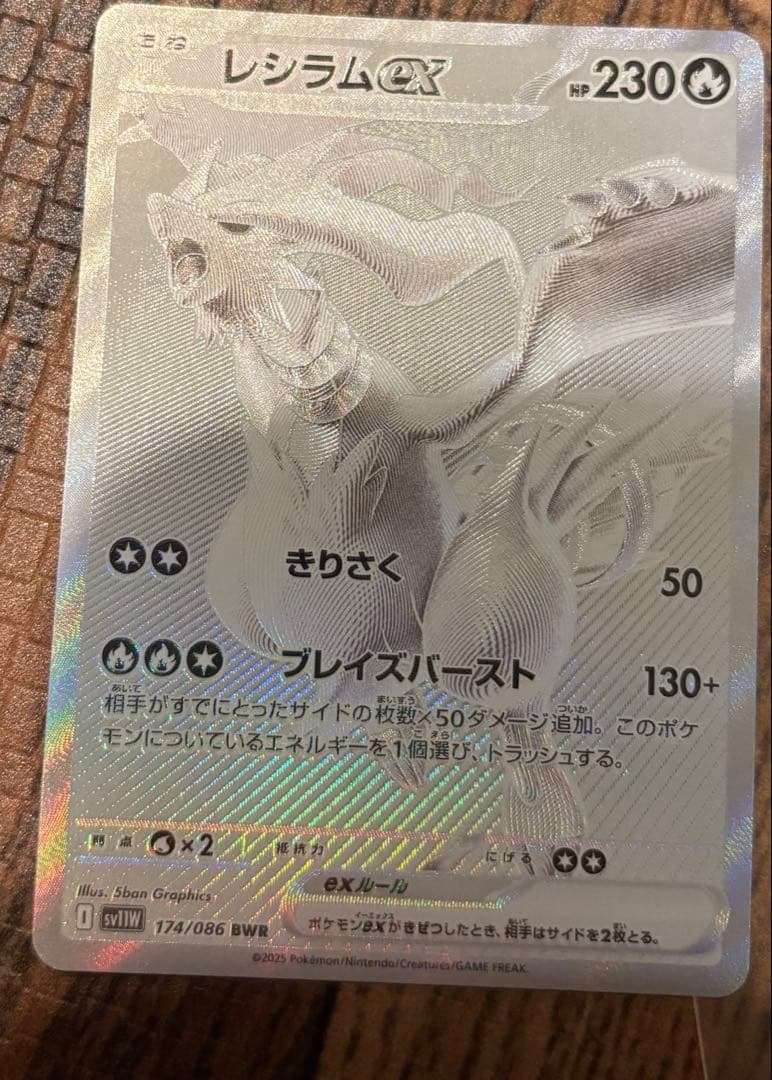 たね
レシラムex HP230
きりさく 50
ブレイズバースト 130+
相手がすでにとったサイドの枚数×50ダメージ追加。このポケ
モンについているエネルギーを1個選び、トラッシュする。
弱点 ×2 抵抗力 にげる
Illus. 5ban Graphics
exルール
I sv11W 174/086 BWR
ポケモンexがきぜつしたとき、相手はサイドを2枚とる。
©2025 Pokémon/Nintendo/Creatures/GAME FREAK.